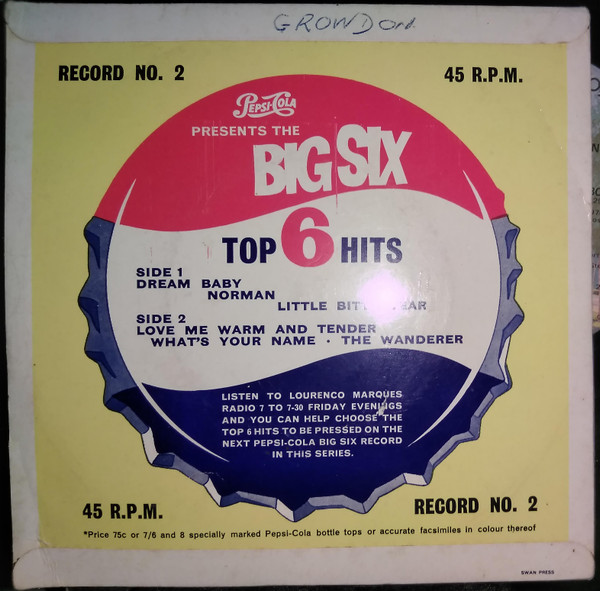 GROWDON
RECORD NO. 2
45 R.P.M.
PEPSI-COLA
PRESENTS THE
BIG SIX
TOP 6 HITS
SIDE 1
DREAM BABY
NORMAN
LITTLE
SIDE 2
LOVE ME WARM AND TENDER
WHAT'S YOUR NAME · THE WANDERER
LISTEN TO LOURENCO MARQUES
RADIO 7 TO 7-30 FRIDAY EVENINGS
AND YOU CAN HELP CHOOSE THE
TOP 6 HITS TO BE PRESSED ON THE
NEXT PEPSI-COLA BIG SIX RECORD
IN THIS SERIES.
45 R.P.M.
RECORD NO. 2
*Price 75c or 7/6 and 8 specially marked Pepsi-Cola bottle tops or accurate facsimiles in colour thereof
SWAN PRESS